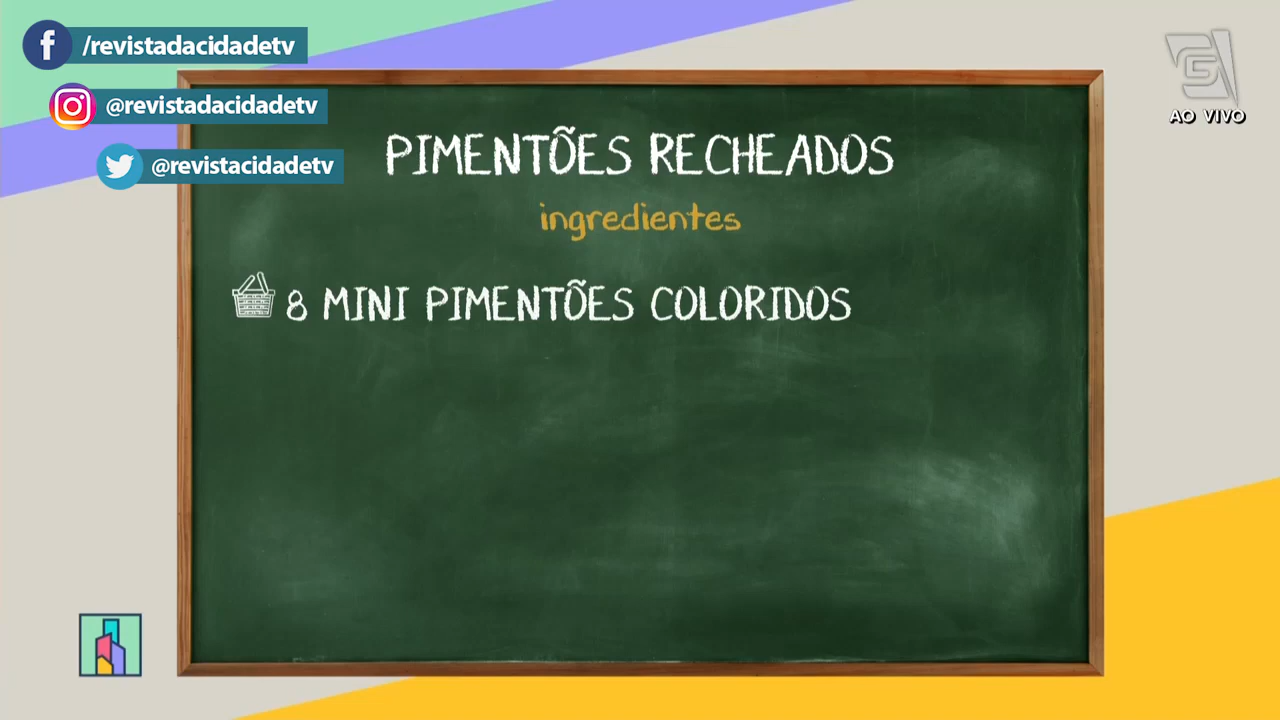 /revistadacidadetv
@revistadacidadetv
@revistacidadetv
AO VIVO
PIMENTÕES RECHEADOS
ingredientes
8 MINI PIMENTÕES COLORIDOS